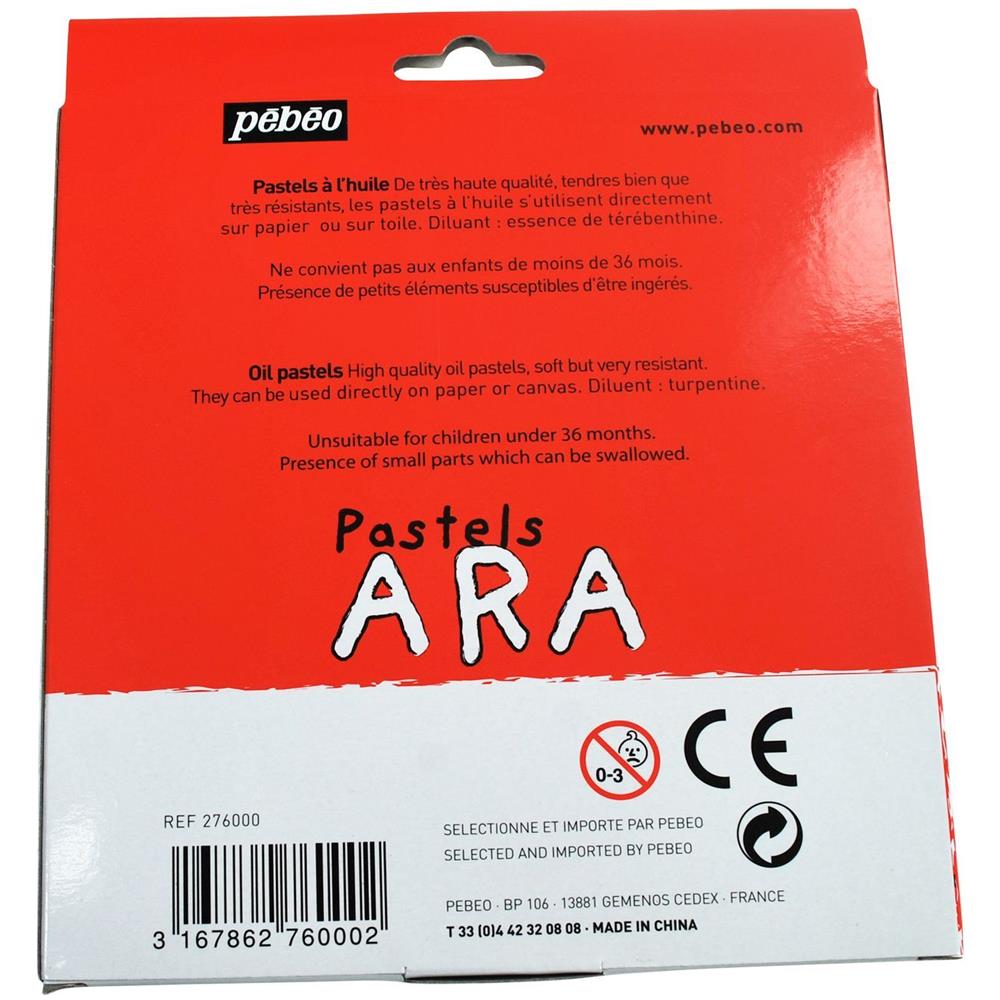 pēbēo
www.pebeo.com
Pastels à l'huile De très haute qualité, tendres bien que
très résistants, les pastels à l'huile s'utilisent directement
sur papier ou sur toile. Diluant : essence de térébenthine.
Ne convient pas aux enfants de moins de 36 mois.
Présence de petits éléments susceptibles d'être ingérés.
Oil pastels High quality oil pastels, soft but very resistant.
They can be used directly on paper or canvas. Diluent : turpentine.
Unsuitable for children under 36 months.
Presence of small parts which can be swallowed.
Pastels
ARA
0-3
CE
REF 276000
SELECTIONNE ET IMPORTE PAR PEBEO
SELECTED AND IMPORTED BY PEBEO
PEBEO · BP 106 · 13881 GEMENOS CEDEX · FRANCE
T 33 (0)4 42 32 08 08 · MADE IN CHINA
3 167862 760002